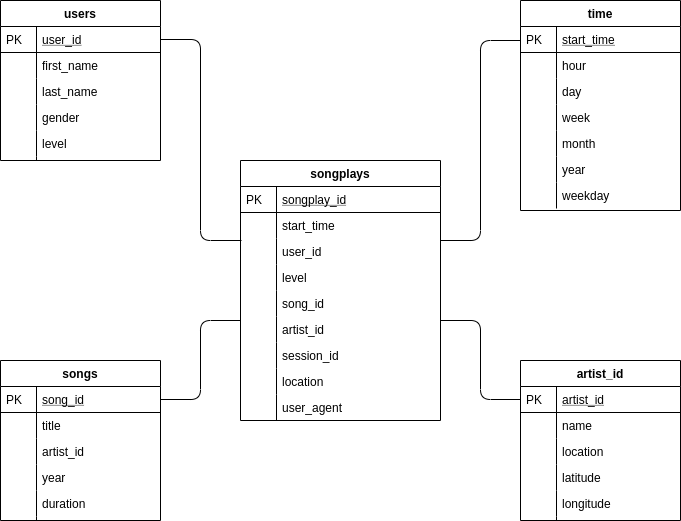 users
PK user_id
first_name
last_name
gender
level
time
PK start_time
hour
day
week
month
year
weekday
songplays
PK songplay_id
start_time
user_id
level
song_id
artist_id
session_id
location
user_agent
songs
PK song_id
title
artist_id
year
duration
artist_id
PK artist_id
name
location
latitude
longitude